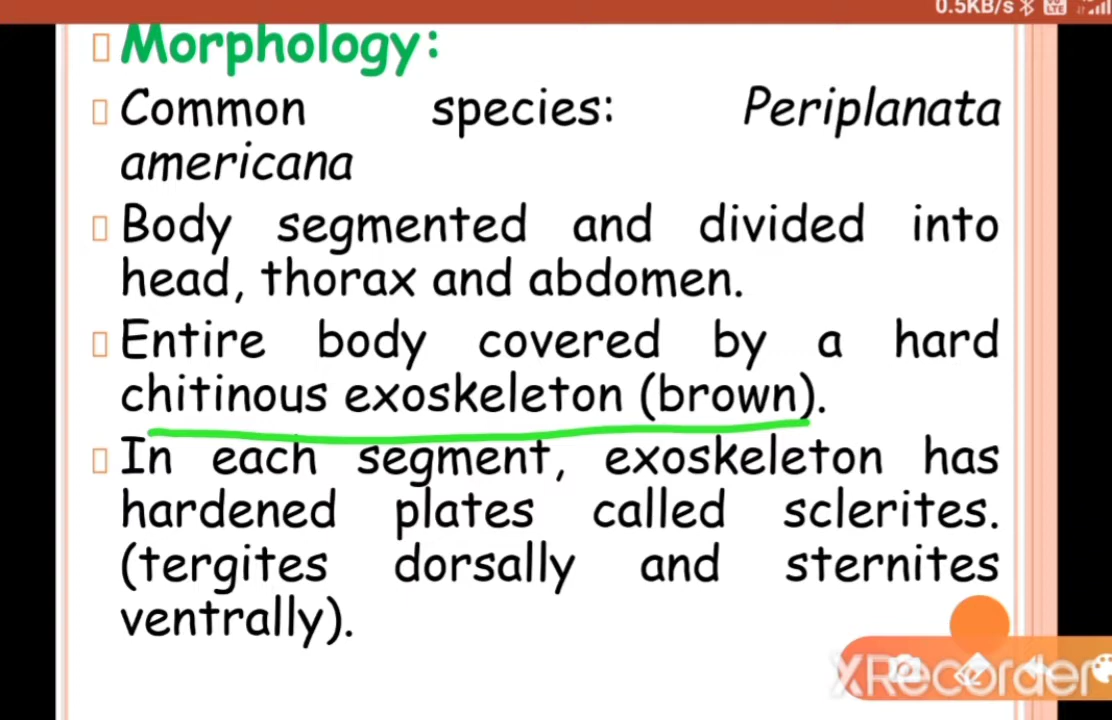 0.5KB/s
Morphology:
Common species: Periplanata
americana
Body segmented and divided into
head, thorax and abdomen.
Entire body covered by a hard
chitinous exoskeleton (brown).
In each segment, exoskeleton has
hardened plates called sclerites.
(tergites dorsally and sternites
ventrally).
XRecorder